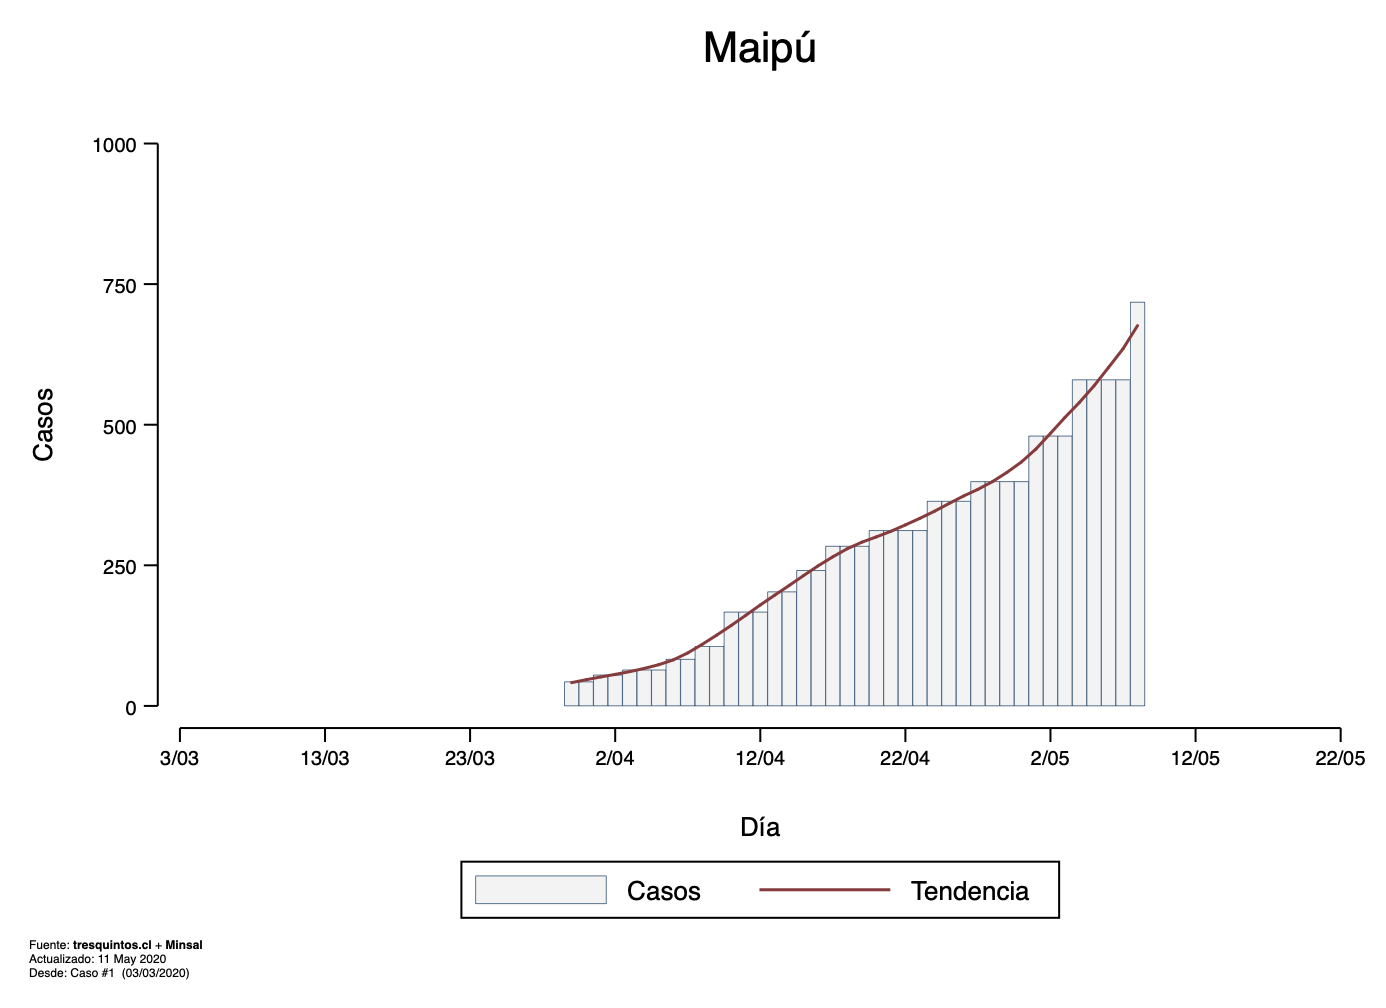 Maipú
1000
750
500
250
0
Casos
3/03 13/03 23/03 2/04 12/04 22/04 2/05 12/05 22/05
Día
Casos Tendencia
Fuente: tresquintos.cl + Minsal
Actualizado: 11 May 2020
Desde: Caso #1 (03/03/2020)